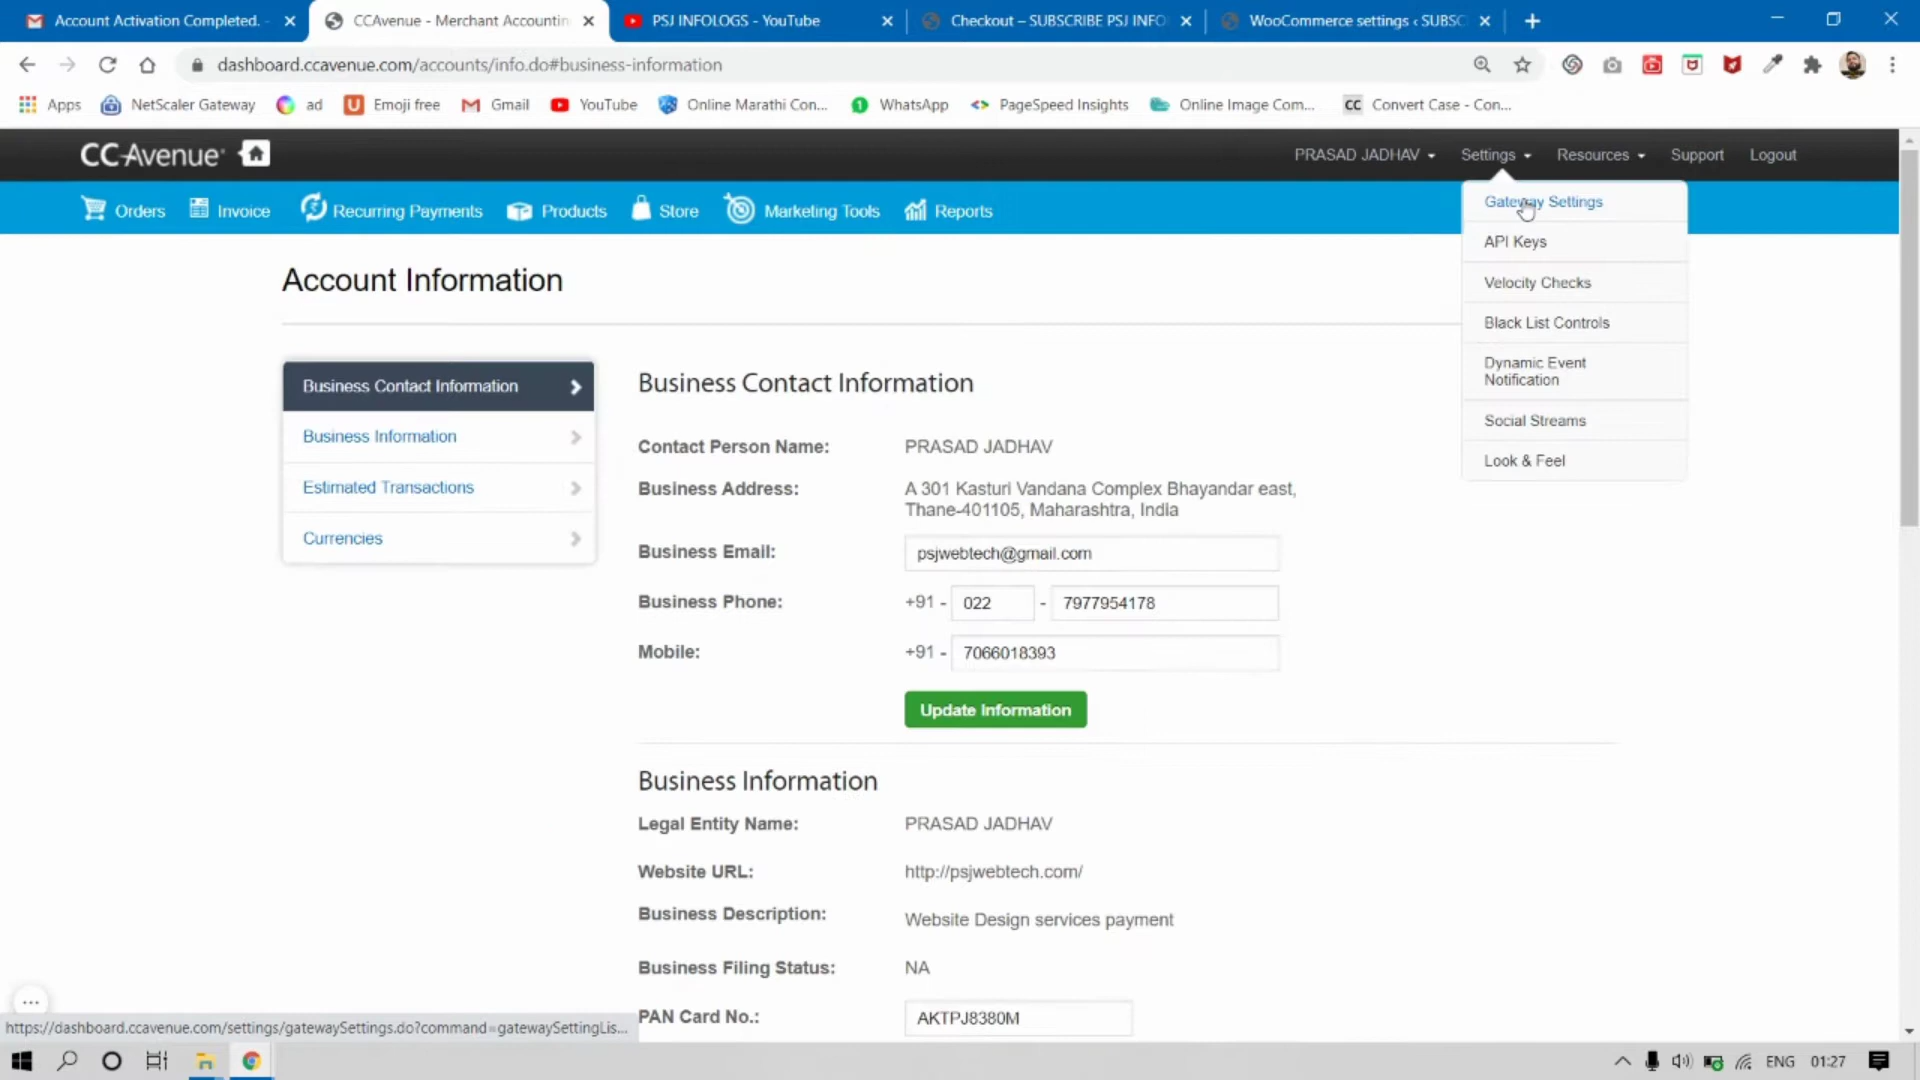 Account Activation Completed. -
CCAvenue - Merchant Accountin
PSJ INFOLOGS - YouTube
Checkout – SUBSCRIBE PSJ INFO
WooCommerce settings ‹ SUBSC
dashboard.ccavenue.com/accounts/info.do#business-information
Apps
NetScaler Gateway
ad
Emoji free
Gmail
YouTube
Online Marathi Con...
WhatsApp
PageSpeed Insights
Online Image Com...
CC Convert Case - Con...
CCAvenue
PRASAD JADHAV
Settings
Resources
Support
Logout
Orders
Invoice
Recurring Payments
Products
Store
Marketing Tools
Reports
Gateway Settings
API Keys
Velocity Checks
Black List Controls
Dynamic Event
Notification
Social Streams
Look & Feel
Account Information
Business Contact Information
Business Information
Estimated Transactions
Currencies
Business Contact Information
Contact Person Name: PRASAD JADHAV
Business Address: A 301 Kasturi Vandana Complex Bhayandar east,
Thane-401105, Maharashtra, India
Business Email: psjwebtech@gmail.com
Business Phone: +91 - 022 - 7977954178
Mobile: +91 - 7066018393
Update Information
Business Information
Legal Entity Name: PRASAD JADHAV
Website URL: http://psjwebtech.com/
Business Description: Website Design services payment
Business Filing Status: NA
PAN Card No.: AKTPJ8380M
https://dashboard.ccavenue.com/settings/gatewaySettings.do?command=gatewaySettingLis...
ENG 01:27